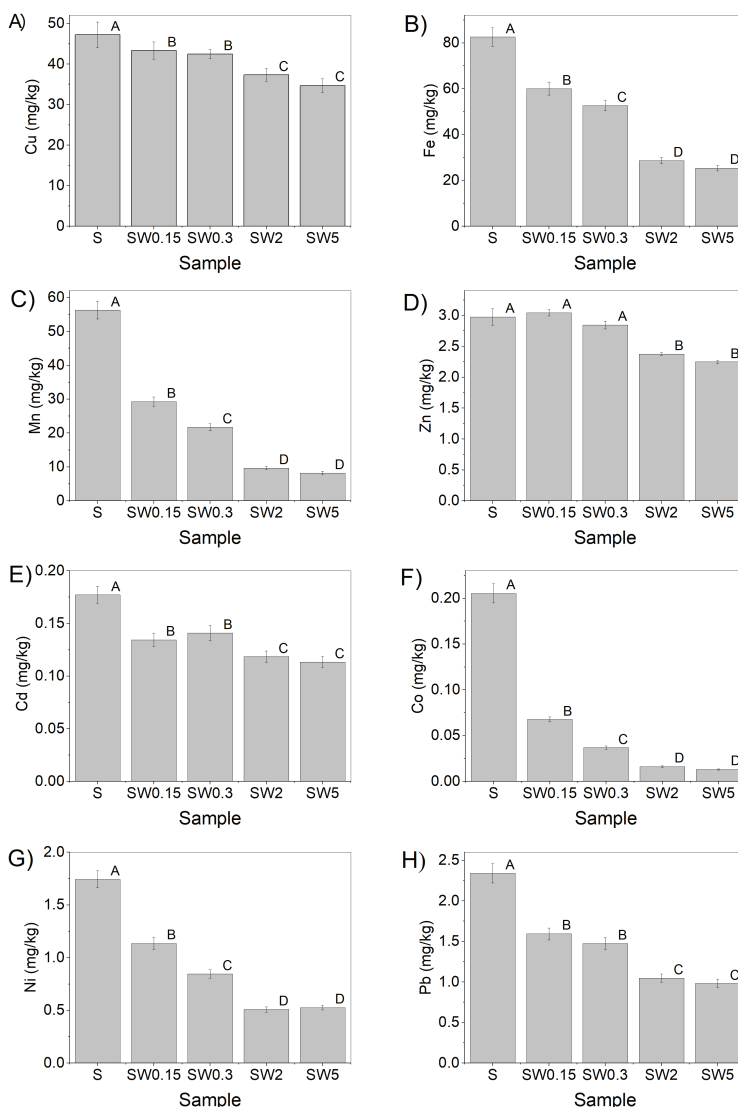 A)
Cu (mg/kg)
50
40
30
20
10
0
A
B
B
C
C
S SW0.15 SW0.3 SW2 SW5
Sample
B)
Fe (mg/kg)
80
60
40
20
0
A
B
C
D
D
S SW0.15 SW0.3 SW2 SW5
Sample
C)
Mn (mg/kg)
60
50
40
30
20
10
0
A
B
C
D
D
S SW0.15 SW0.3 SW2 SW5
Sample
D)
Zn (mg/kg)
3.0
2.5
2.0
1.5
1.0
0.5
0.0
A
A
A
B
B
S SW0.15 SW0.3 SW2 SW5
Sample
E)
Cd (mg/kg)
0.20
0.15
0.10
0.05
0.00
A
B
B
C
C
S SW0.15 SW0.3 SW2 SW5
Sample
F)
Co (mg/kg)
0.20
0.15
0.10
0.05
0.00
A
B
C
D
D
S SW0.15 SW0.3 SW2 SW5
Sample
G)
Ni (mg/kg)
2.0
1.5
1.0
0.5
0.0
A
B
C
D
D
S SW0.15 SW0.3 SW2 SW5
Sample
H)
Pb (mg/kg)
2.5
2.0
1.5
1.0
0.5
0.0
A
B
B
C
C
S SW0.15 SW0.3 SW2 SW5
Sample